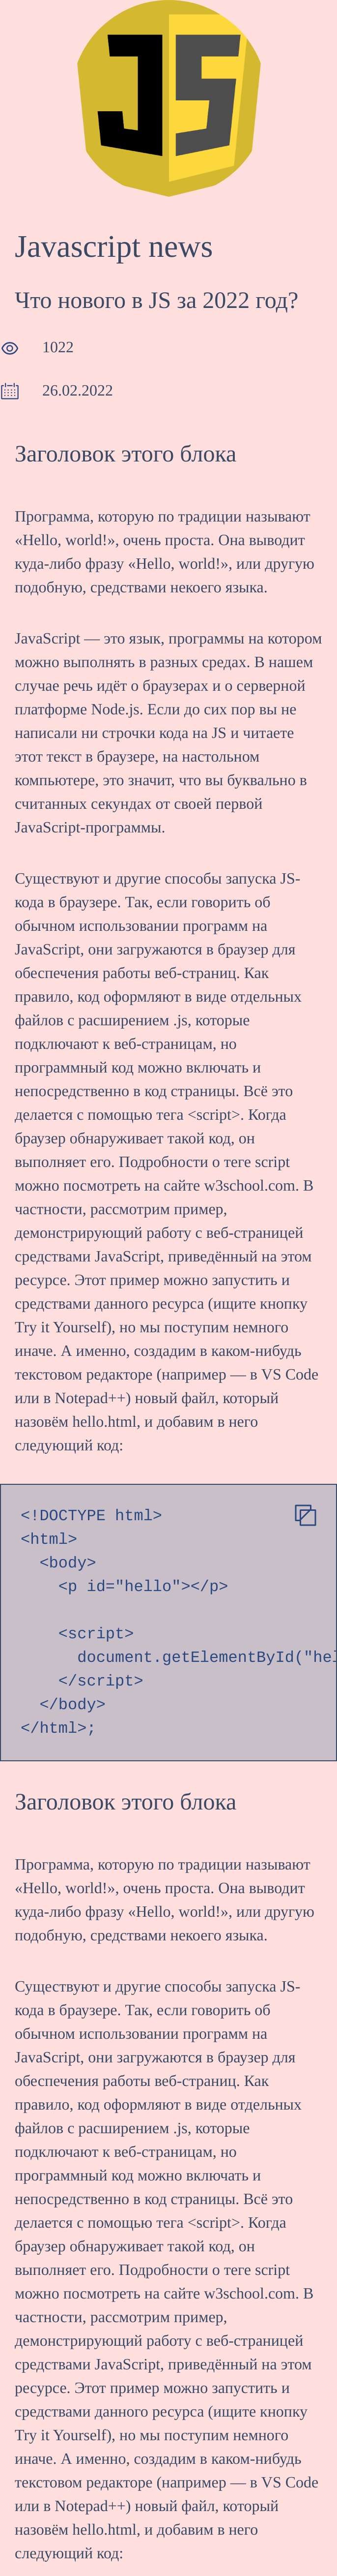 JS
Javascript news
Что нового в JS за 2022 год?
1022
26.02.2022
Заголовок этого блока
Программа, которую по традиции называют
«Hello, world!», очень проста. Она выводит
куда-либо фразу «Hello, world!», или другую
подобную, средствами некоего языка.
JavaScript — это язык, программы на котором
можно выполнять в разных средах. В нашем
случае речь идёт о браузерах и о серверной
платформе Node.js. Если до сих пор вы не
написали ни строчки кода на JS и читаете
этот текст в браузере, на настольном
компьютере, это значит, что вы буквально в
считанных секундах от своей первой
JavaScript-программы.
Существуют и другие способы запуска JS-
кода в браузере. Так, если говорить об
обычном использовании программ на
JavaScript, они загружаются в браузер для
обеспечения работы веб-страниц. Как
правило, код оформляют в виде отдельных
файлов с расширением .js, которые
подключают к веб-страницам, но
программный код можно включать и
непосредственно в код страницы. Всё это
делается с помощью тега <script>. Когда
браузер обнаруживает такой код, он
выполняет его. Подробности о теге script
можно посмотреть на сайте w3school.com. В
частности, рассмотрим пример,
демонстрирующий работу с веб-страницей
средствами JavaScript, приведённый на этом
ресурсе. Этот пример можно запустить и
средствами данного ресурса (ищите кнопку
Try it Yourself), но мы поступим немного
иначе. А именно, создадим в каком-нибудь
текстовом редакторе (например — в VS Code
или в Notepad++) новый файл, который
назовём hello.html, и добавим в него
следующий код:
<!DOCTYPE html>
<html>
  <body>
    <p id="hello"></p>
    <script>
      document.getElementById("hel
    </script>
  </body>
</html>;
Заголовок этого блока
Программа, которую по традиции называют
«Hello, world!», очень проста. Она выводит
куда-либо фразу «Hello, world!», или другую
подобную, средствами некоего языка.
Существуют и другие способы запуска JS-
кода в браузере. Так, если говорить об
обычном использовании программ на
JavaScript, они загружаются в браузер для
обеспечения работы веб-страниц. Как
правило, код оформляют в виде отдельных
файлов с расширением .js, которые
подключают к веб-страницам, но
программный код можно включать и
непосредственно в код страницы. Всё это
делается с помощью тега <script>. Когда
браузер обнаруживает такой код, он
выполняет его. Подробности о теге script
можно посмотреть на сайте w3school.com. В
частности, рассмотрим пример,
демонстрирующий работу с веб-страницей
средствами JavaScript, приведённый на этом
ресурсе. Этот пример можно запустить и
средствами данного ресурса (ищите кнопку
Try it Yourself), но мы поступим немного
иначе. А именно, создадим в каком-нибудь
текстовом редакторе (например — в VS Code
или в Notepad++) новый файл, который
назовём hello.html, и добавим в него
следующий код: